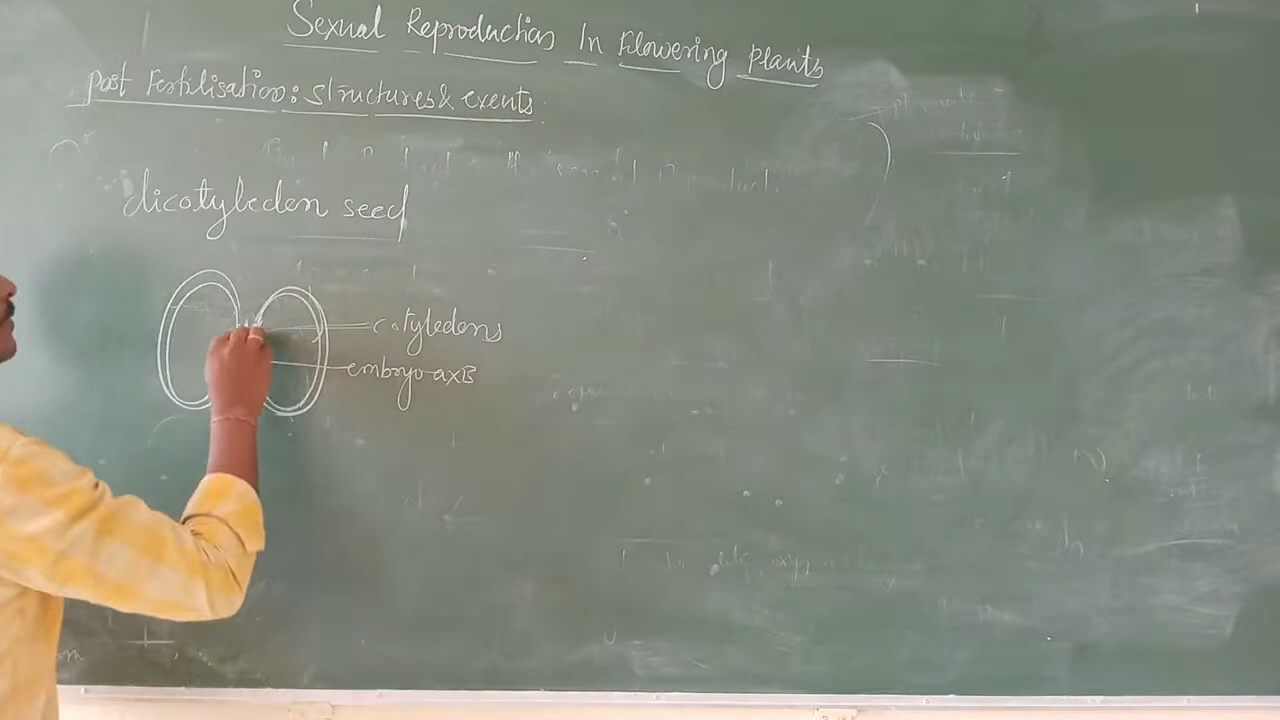 Sexual Reproduction In Flowering Plants
Post Fertilisation: structures & events
dicotyledon seed
cotyledons
embryo axis